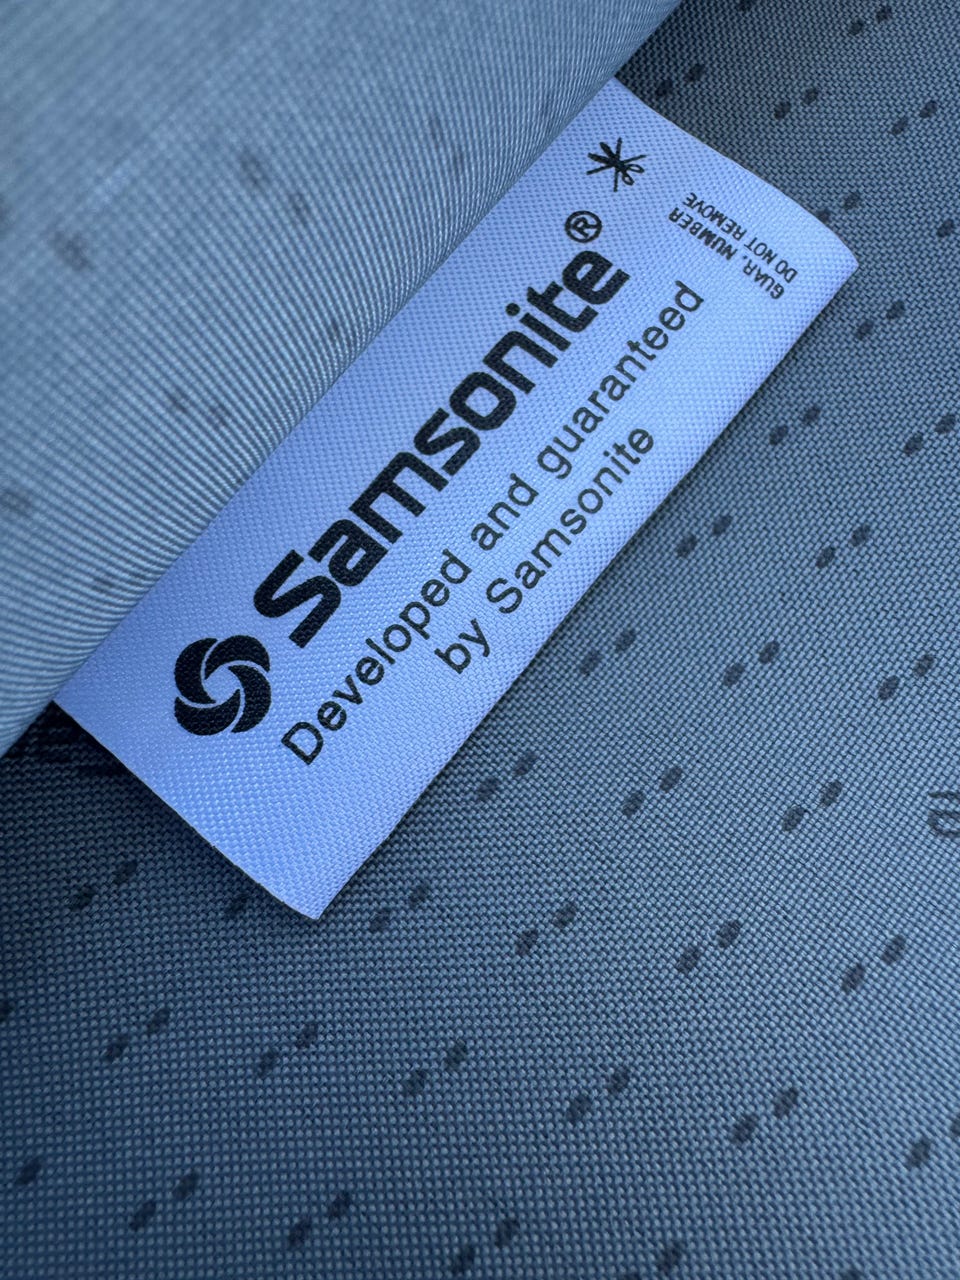 Samsonite®
Developed and guaranteed
by Samsonite
GUAR. NUMBER
DO NOT REMOVE